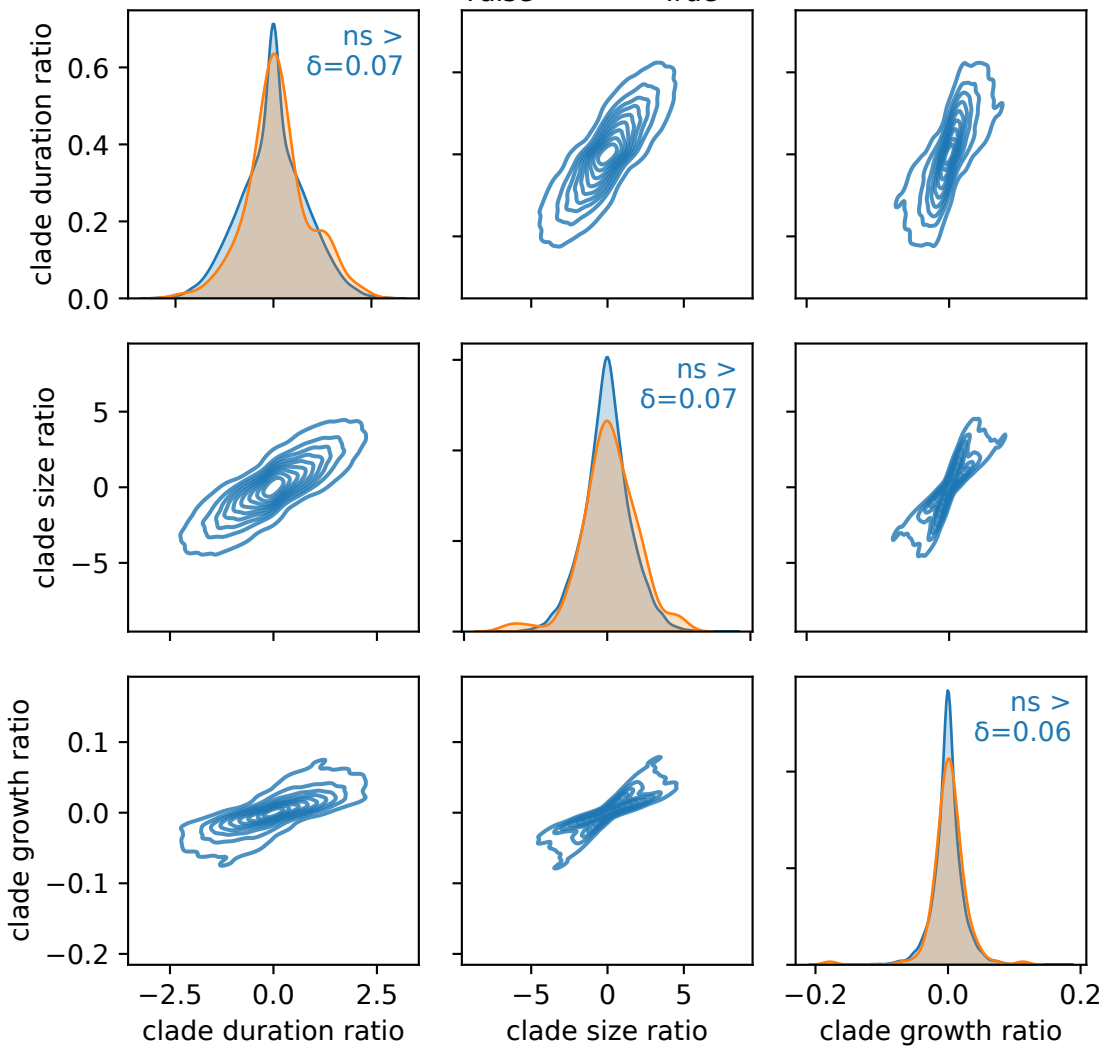 True
clade duration ratio
0.6
0.4
0.2
0.0
ns >
δ=0.07
clade size ratio
5
0
−5
ns >
δ=0.07
clade growth ratio
0.1
0.0
−0.1
−0.2
ns >
δ=0.06
−2.5
0.0
2.5
−5
0
5
−0.2
0.0
0.2
clade duration ratio
clade size ratio
clade growth ratio